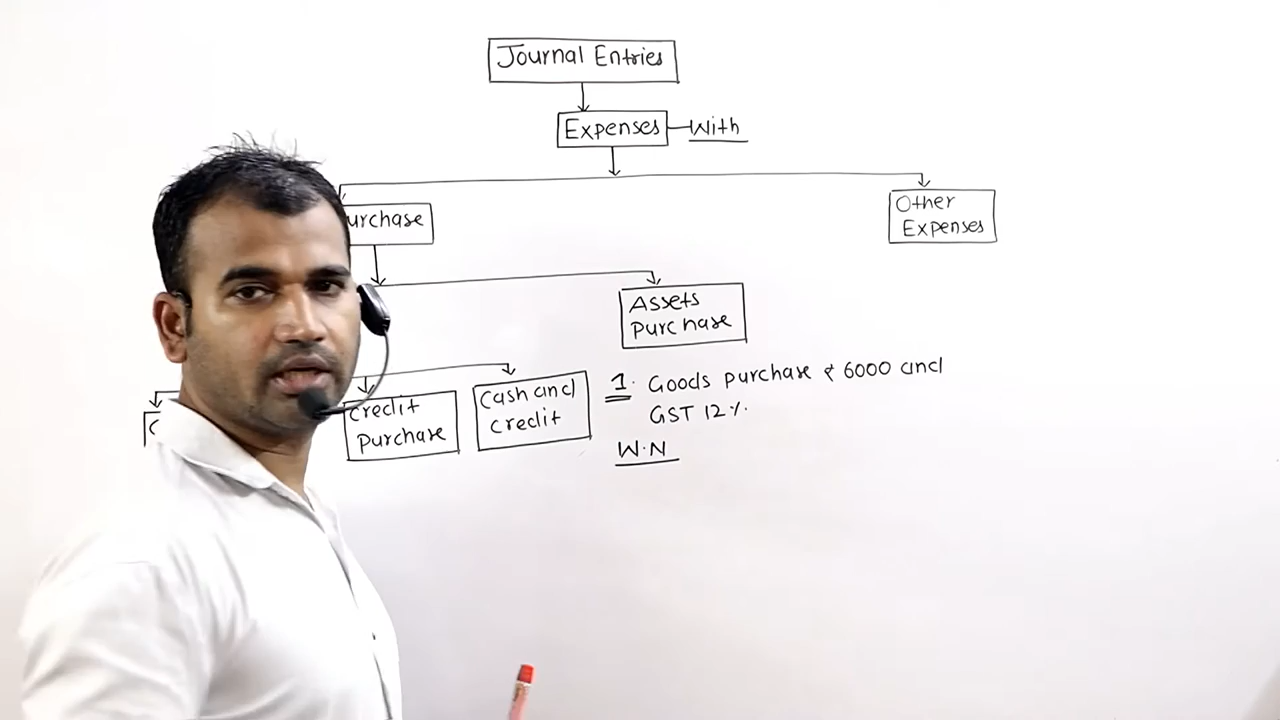 Journal Entries
Expenses With
urchase
Other
Expenses
Assets
purchase
Credit
purchase
Cash and
credit
1. Goods purchase ₹ 6000 and
GST 12%.
W.N